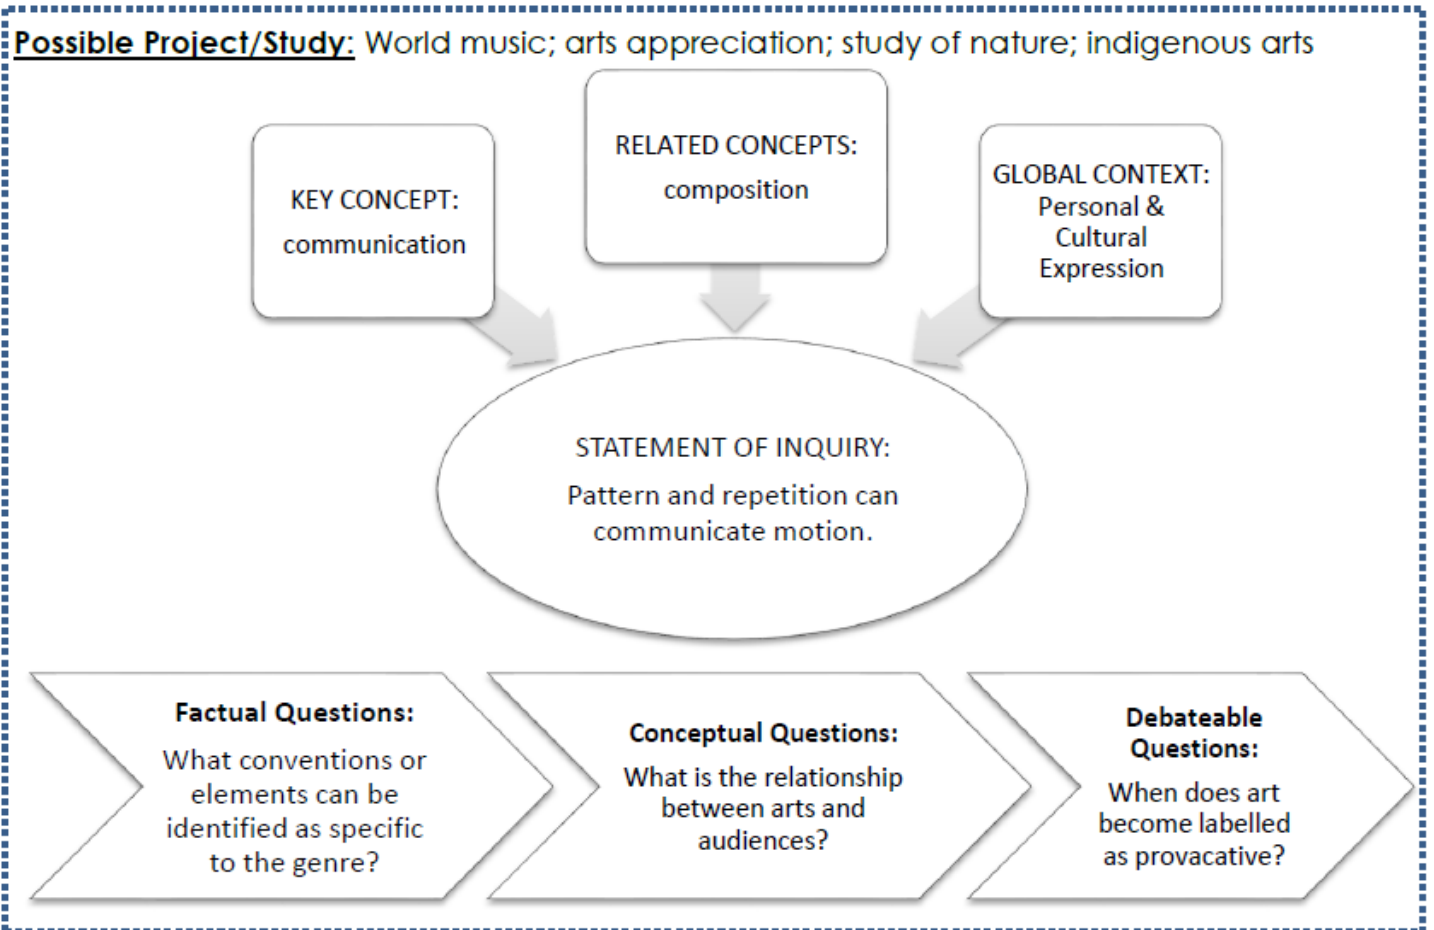 Possible Project/Study: World music; arts appreciation; study of nature; indigenous arts
KEY CONCEPT:
communication
RELATED CONCEPTS:
composition
GLOBAL CONTEXT:
Personal &
Cultural
Expression
STATEMENT OF INQUIRY:
Pattern and repetition can
communicate motion.
Factual Questions:
What conventions or
elements can be
identified as specific
to the genre?
Conceptual Questions:
What is the relationship
between arts and
audiences?
Debateable
Questions:
When does art
become labelled
as provacative?